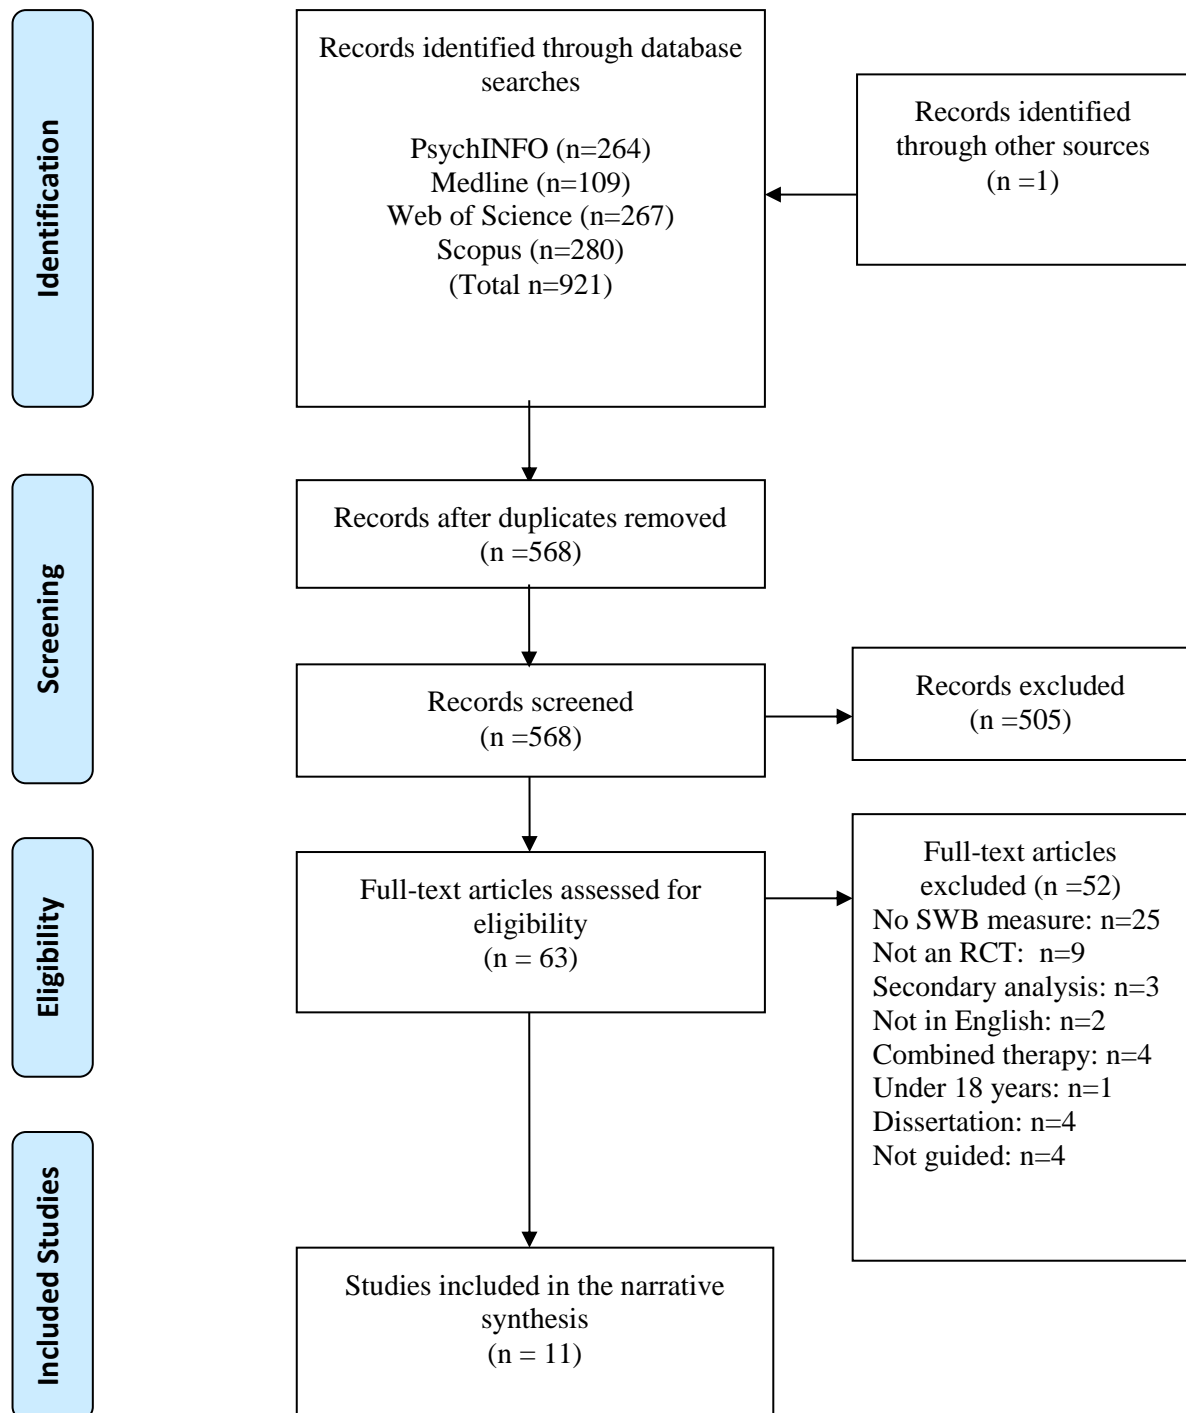 Identification
Records identified through database
searches
PsychINFO (n=264)
Medline (n=109)
Web of Science (n=267)
Scopus (n=280)
(Total n=921)
Records identified
through other sources
(n =1)
Screening
Records after duplicates removed
(n =568)
Records screened
(n =568)
Records excluded
(n =505)
Eligibility
Full-text articles assessed for
eligibility
(n = 63)
Full-text articles
excluded (n =52)
No SWB measure: n=25
Not an RCT:  n=9
Secondary analysis: n=3
Not in English: n=2
Combined therapy: n=4
Under 18 years: n=1
Dissertation: n=4
Not guided: n=4
Included Studies
Studies included in the narrative
synthesis
(n = 11)